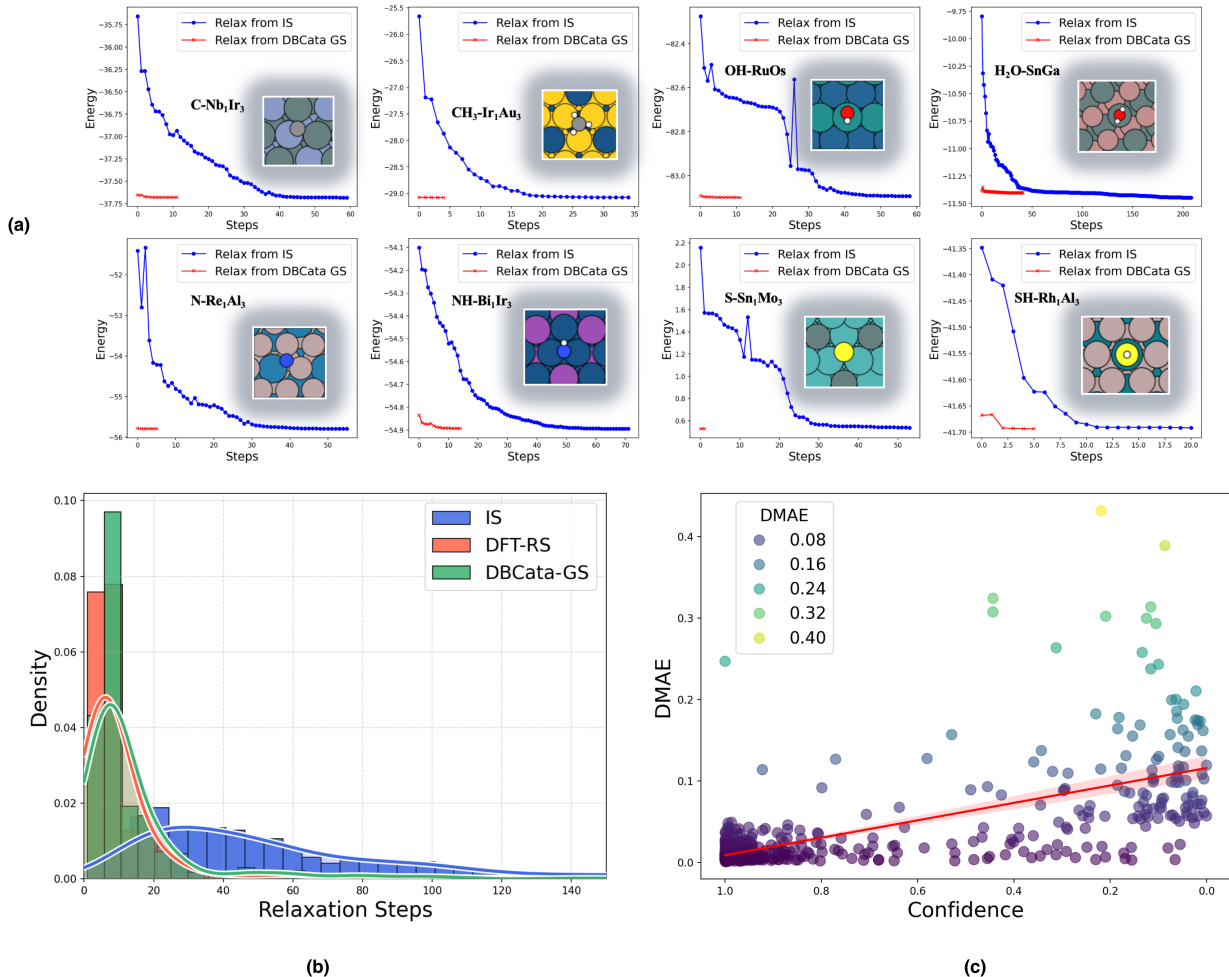 (a)
Relax from IS
Relax from DBCata GS
C-Nb₁Ir₃
Energy
−35.75
−36.00
−36.25
−36.50
−36.75
−37.00
−37.25
−37.50
−37.75
0 10 20 30 40 50 60
Steps
Relax from IS
Relax from DBCata GS
CH₃-Ir₁Au₃
Energy
−25.5
−26.0
−26.5
−27.0
−27.5
−28.0
−28.5
−29.0
0 5 10 15 20 25 30 35
Steps
Relax from IS
Relax from DBCata GS
OH-RuOs
Energy
−82.4
−82.6
−82.8
−83.0
0 10 20 30 40 50 60
Steps
Relax from IS
Relax from DBCata GS
H₂O-SnGa
Energy
−9.75
−10.00
−10.25
−10.50
−10.75
−11.00
−11.25
−11.50
0 50 100 150 200
Steps
Relax from IS
Relax from DBCata GS
N-Re₁Al₃
Energy
−52
−53
−54
−55
−56
0 10 20 30 40 50
Steps
Relax from IS
Relax from DBCata GS
NH-Bi₁Ir₃
Energy
−54.1
−54.2
−54.3
−54.4
−54.5
−54.6
−54.7
−54.8
−54.9
0 10 20 30 40 50 60 70
Steps
Relax from IS
Relax from DBCata GS
S-Sn₁Mo₃
Energy
2.2
2.0
1.8
1.6
1.4
1.2
1.0
0.8
0.6
0 10 20 30 40 50
Steps
Relax from IS
Relax from DBCata GS
SH-Rh₁Al₃
Energy
−41.35
−41.40
−41.45
−41.50
−41.55
−41.60
−41.65
−41.70
0.0 2.5 5.0 7.5 10.0 12.5 15.0 17.5 20.0
Steps
IS
DFT-RS
DBCata-GS
Density
0.10
0.08
0.06
0.04
0.02
0.00
0 20 40 60 80 100 120 140
Relaxation Steps
(b)
DMAE
0.08
0.16
0.24
0.32
0.40
DMAE
0.4
0.3
0.2
0.1
0.0
1.0 0.8 0.6 0.4 0.2 0.0
Confidence
(c)